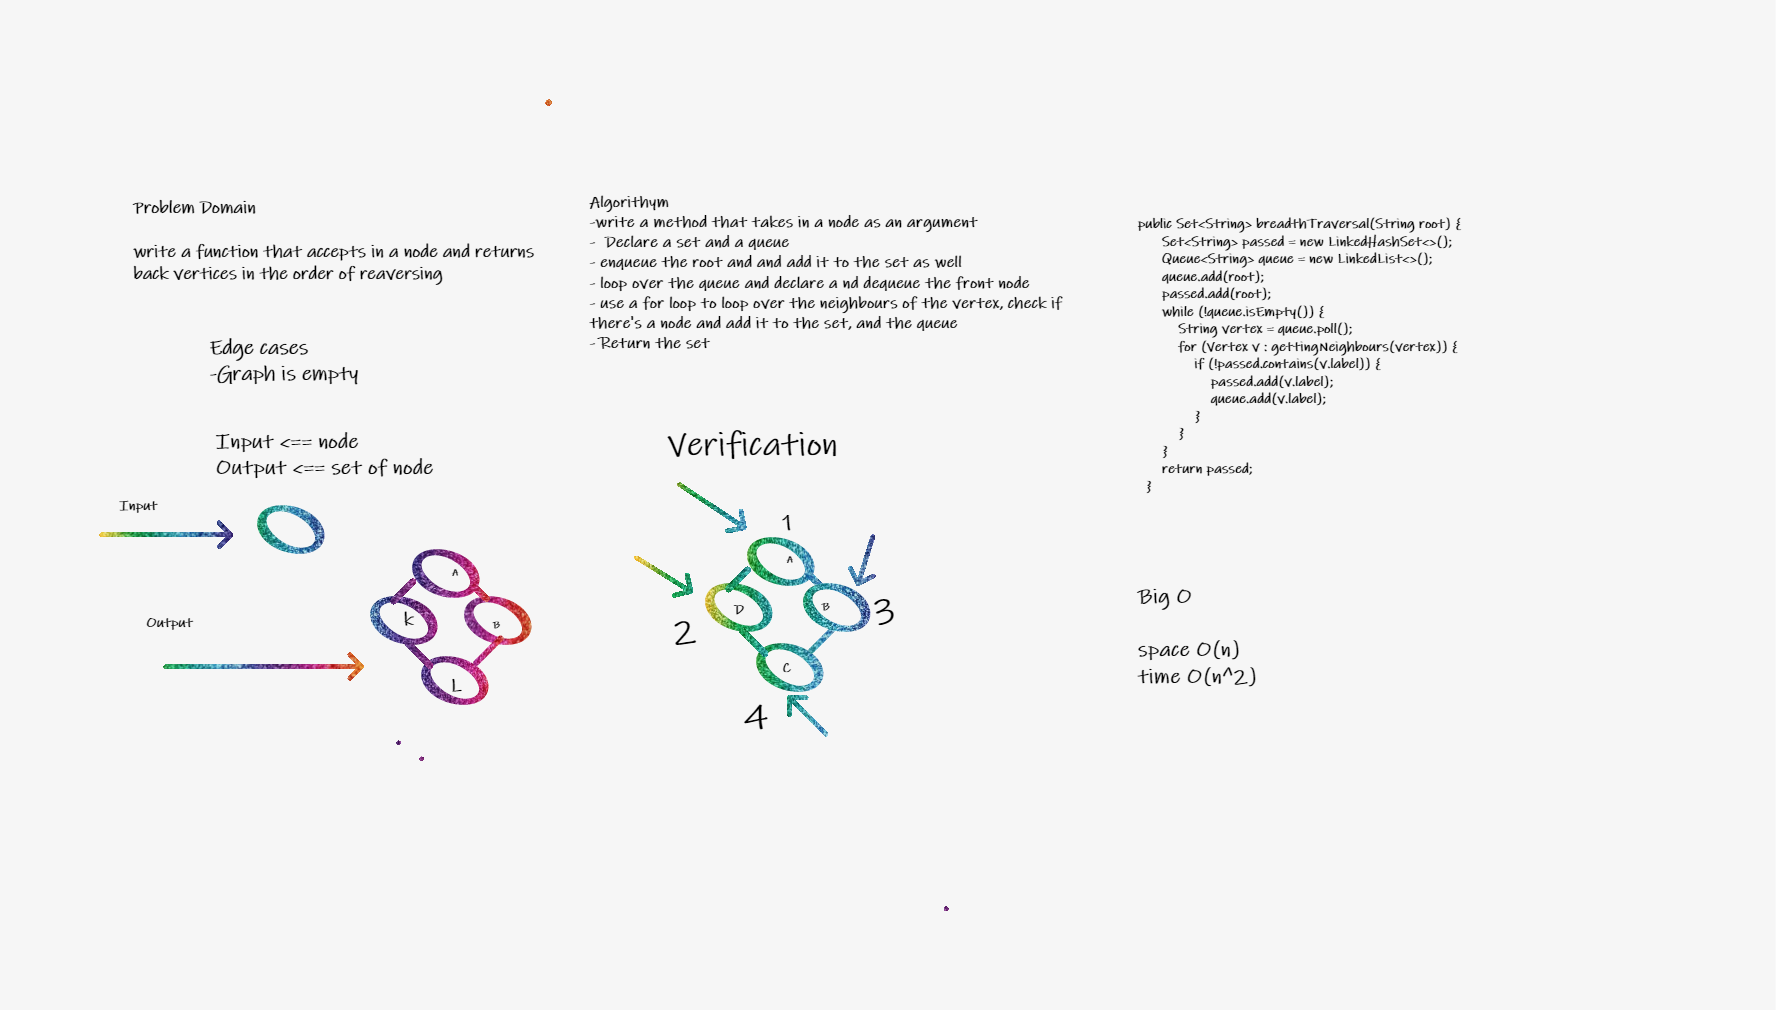 Problem Domain
write a function that accepts in a node and returns
back vertices in the order of reaversing
Edge cases
-Graph is empty
Input <== node
Output <== set of node
Input
Output
A
K
B
L
Algorithym
-write a method that takes in a node as an argument
- Declare a set and a queue
- enqueue the root and and add it to the set as well
- loop over the queue and declare a nd dequeue the front node
- use a for loop to loop over the neighbours of the vertex, check if
there's a node and add it to the set, and the queue
- Return the set
Verification
1
A
D
B
3
2
C
4
public Set<String> breadthTraversal(String root) {
Set<String> passed = new LinkedHashSet<>();
Queue<String> queue = new LinkedList<>();
queue.add(root);
passed.add(root);
while (!queue.isEmpty()) {
String vertex = queue.poll();
for (Vertex v : gettingNeighbours(vertex)) {
if (!passed.contains(v.label)) {
passed.add(v.label);
queue.add(v.label);
}
}
}
return passed;
}
Big O
space O(n)
time O(n^2)